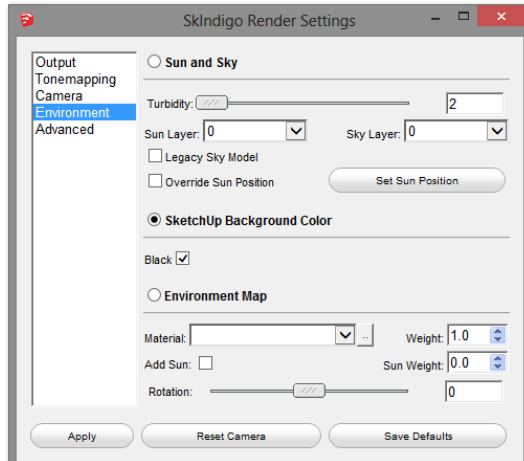 SkIndigo Render Settings
Output
Tonemapping
Camera
Environment
Advanced
Sun and Sky
Turbidity: 2
Sun Layer: 0 Sky Layer: 0
Legacy Sky Model
Override Sun Position Set Sun Position
SketchUp Background Color
Black
Environment Map
Material: .. Weight: 1.0
Add Sun: Sun Weight: 0.0
Rotation: 0
Apply Reset Camera Save Defaults